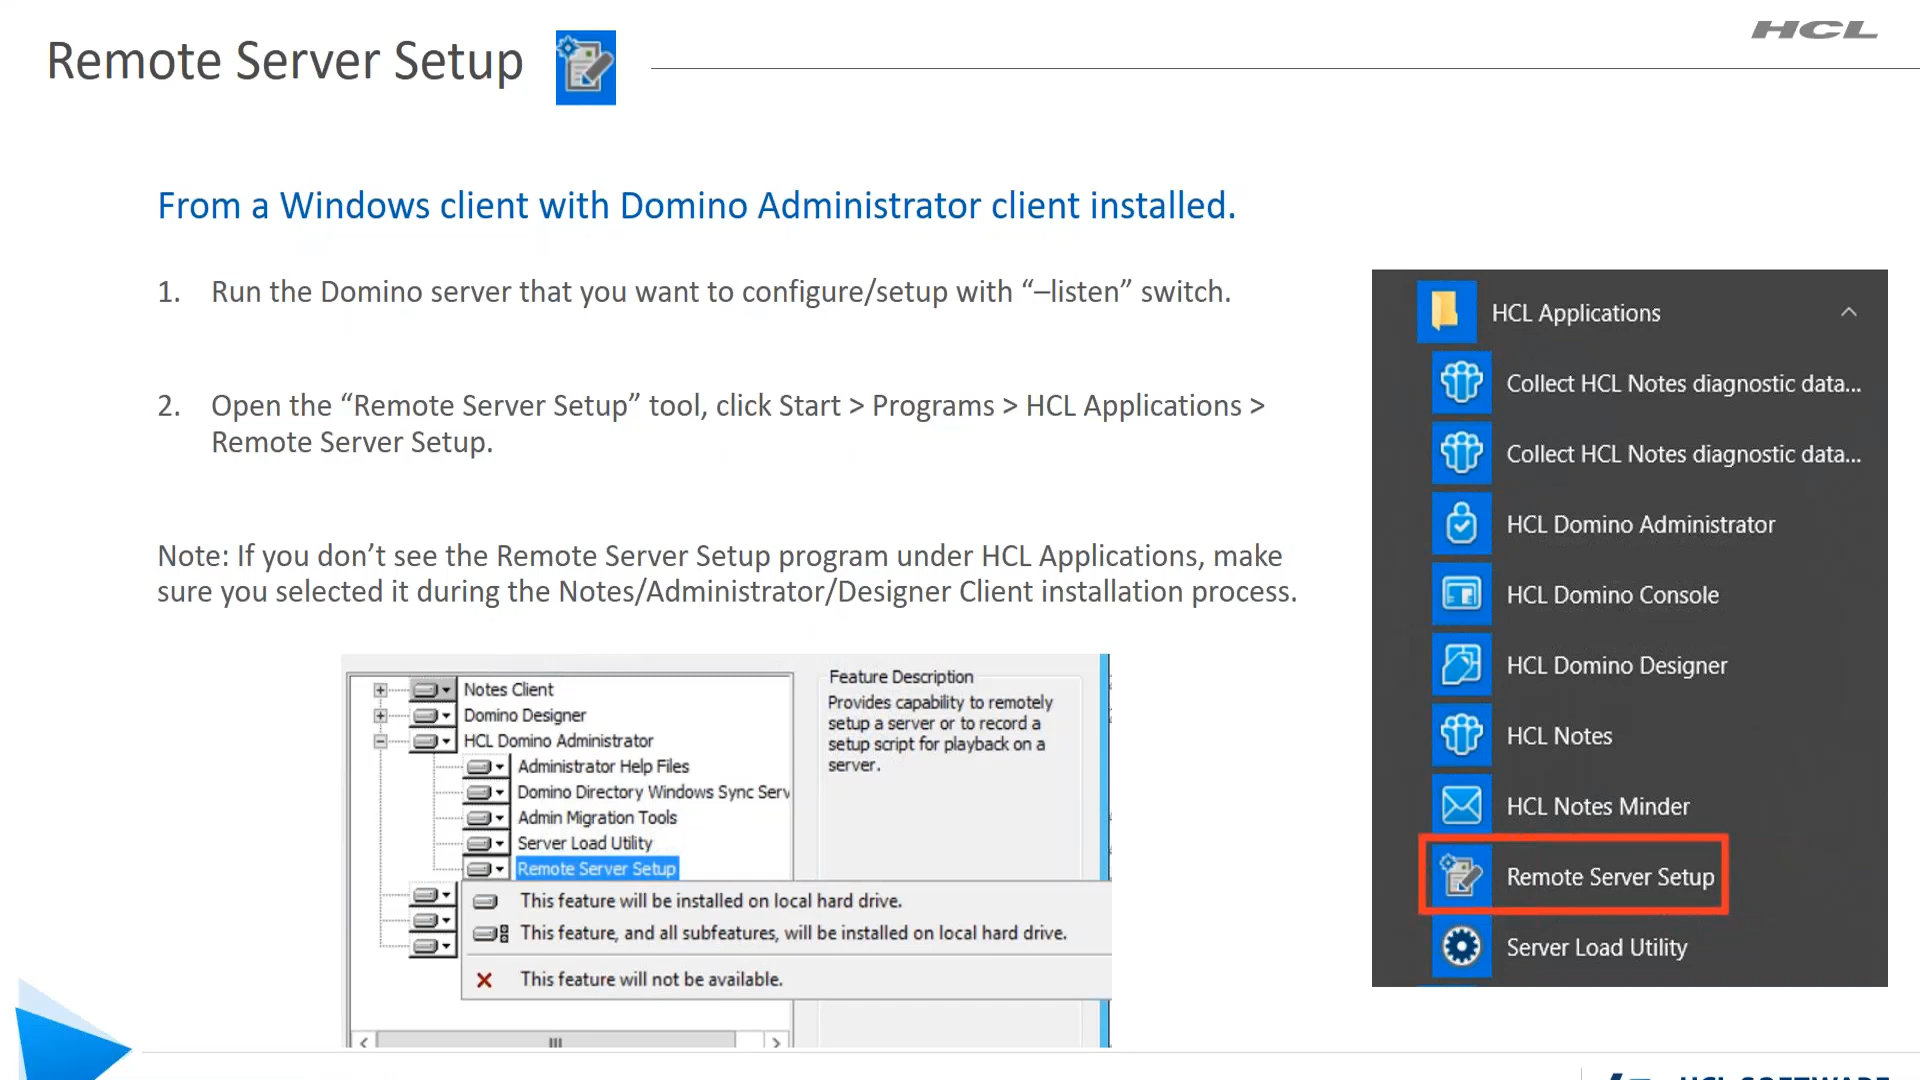 Remote Server Setup
HCL
From a Windows client with Domino Administrator client installed.
1. Run the Domino server that you want to configure/setup with “–listen” switch.
2. Open the “Remote Server Setup” tool, click Start > Programs > HCL Applications >
Remote Server Setup.
Note: If you don’t see the Remote Server Setup program under HCL Applications, make
sure you selected it during the Notes/Administrator/Designer Client installation process.
Notes Client
Domino Designer
HCL Domino Administrator
Administrator Help Files
Domino Directory Windows Sync Serv
Admin Migration Tools
Server Load Utility
Remote Server Setup
This feature will be installed on local hard drive.
This feature, and all subfeatures, will be installed on local hard drive.
This feature will not be available.
Feature Description
Provides capability to remotely
setup a server or to record a
setup script for playback on a
server.
HCL Applications
Collect HCL Notes diagnostic data...
Collect HCL Notes diagnostic data...
HCL Domino Administrator
HCL Domino Console
HCL Domino Designer
HCL Notes
HCL Notes Minder
Remote Server Setup
Server Load Utility
HCL SOFTWARE